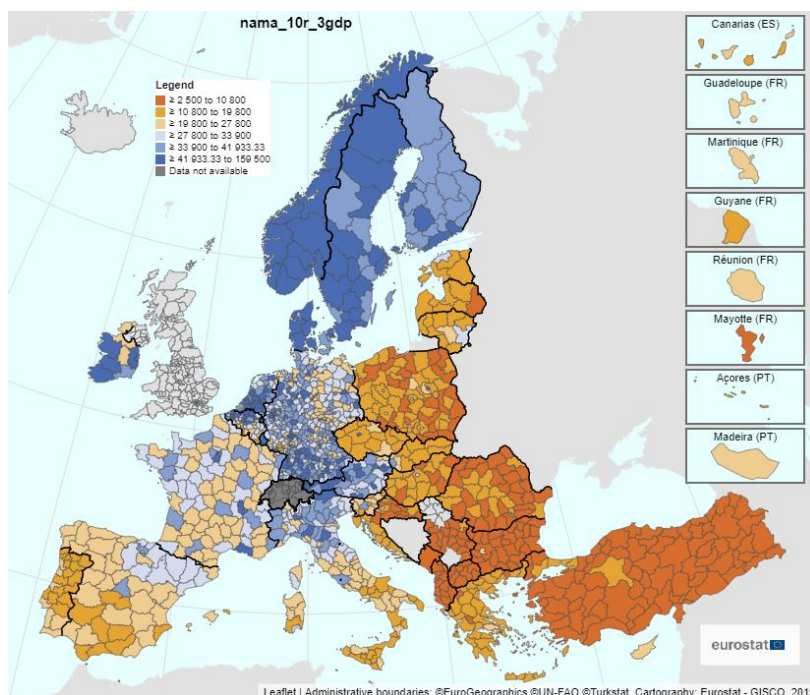 nama_10r_3gdp
Legend
≥ 2 500 to 10 800
≥ 10 800 to 19 800
≥ 19 800 to 27 800
≥ 27 800 to 33 900
≥ 33 900 to 41 933.33
≥ 41 933.33 to 159 500
Data not available
Canarias (ES)
Guadeloupe (FR)
Martinique (FR)
Guyane (FR)
Réunion (FR)
Mayotte (FR)
Açores (PT)
Madeira (PT)
eurostat
Leaflet | Administrative boundaries: ©EuroGeographics ©UN-FAO ©Turkstat, Cartography: Eurostat - GISCO, 201